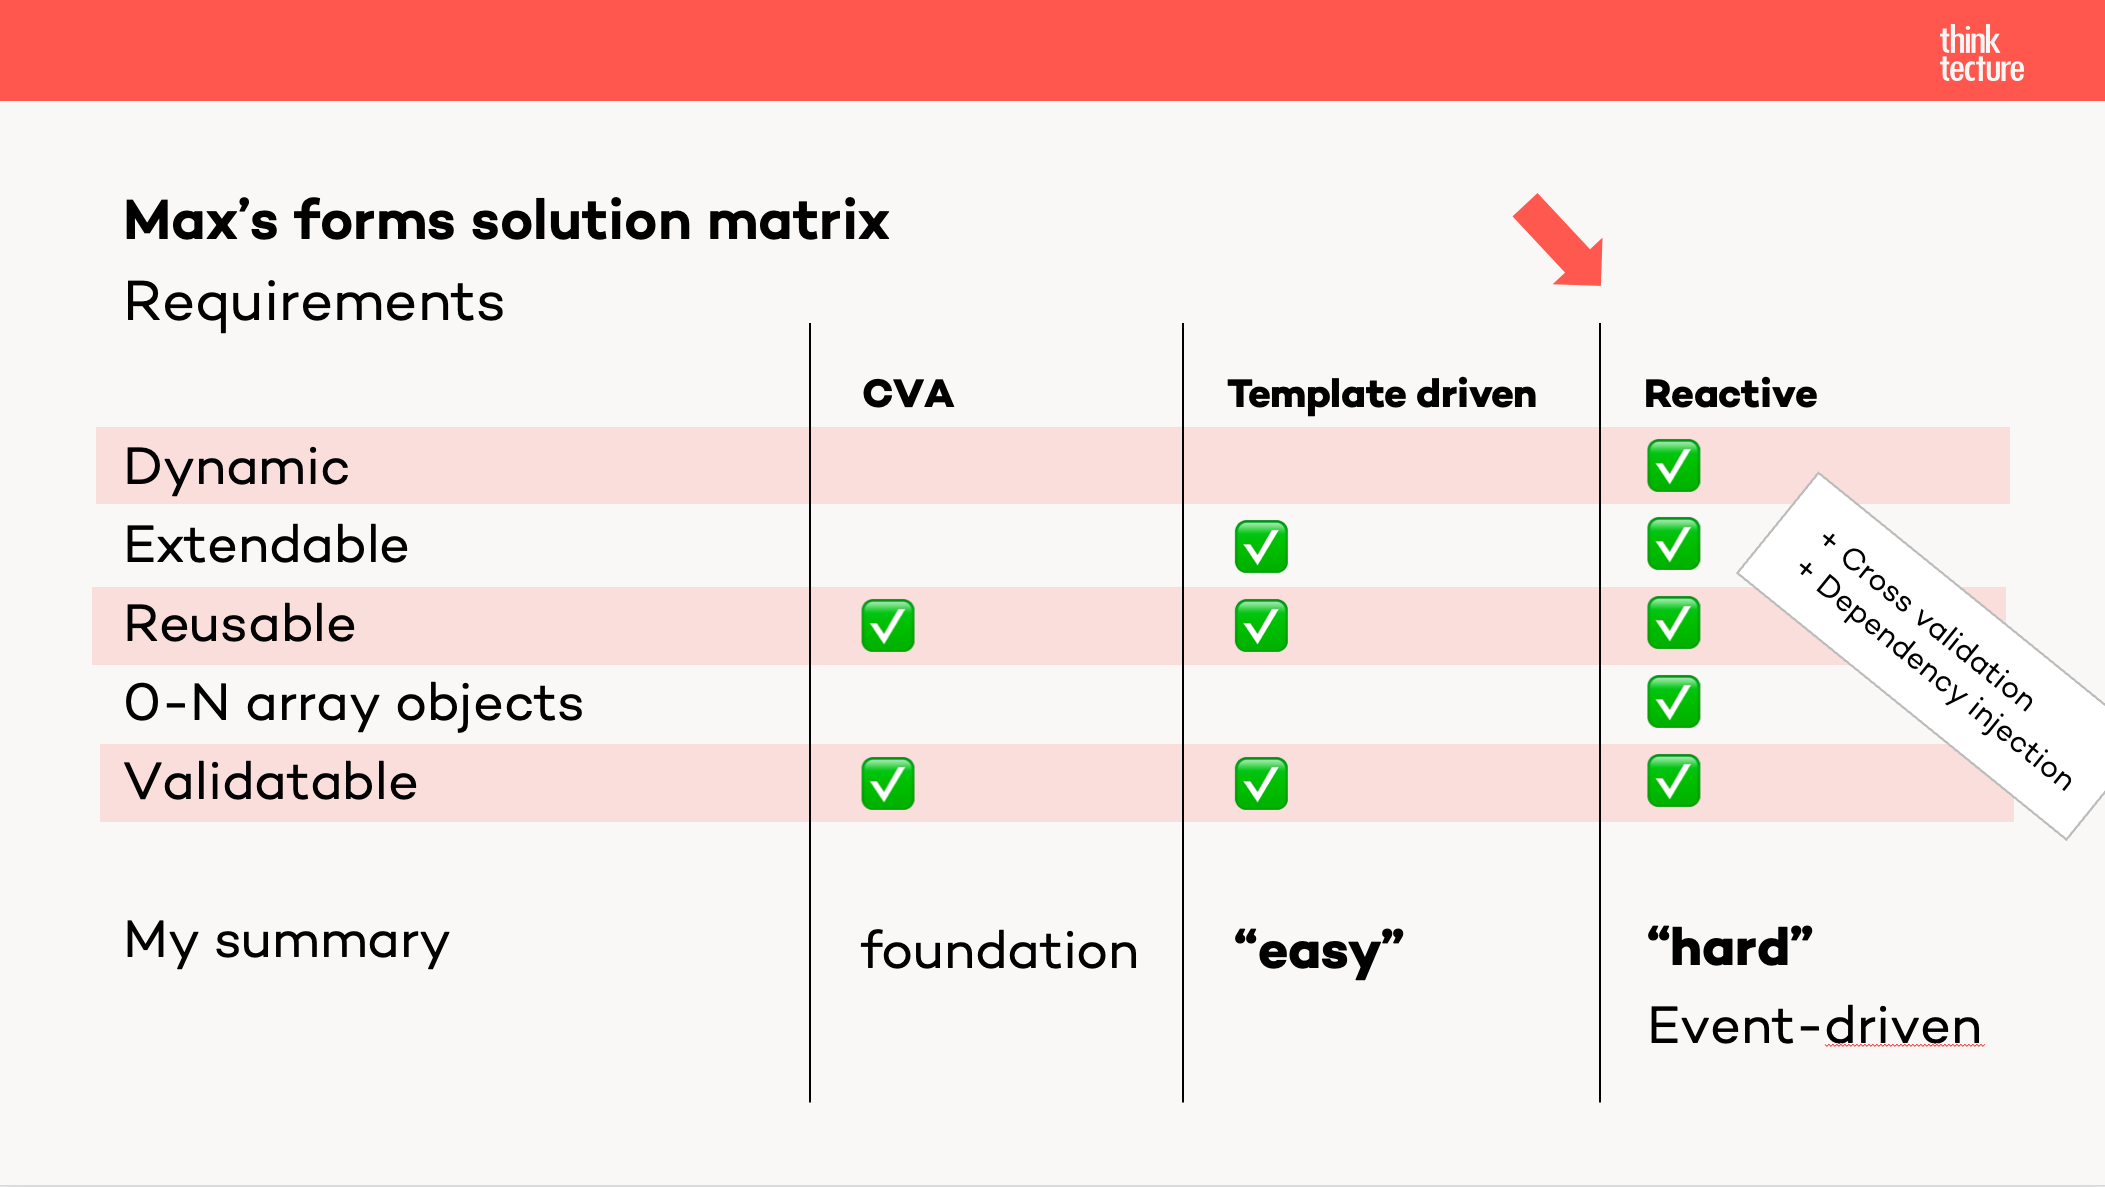 think
tecture
Max’s forms solution matrix
Requirements
CVA
Template driven
Reactive
Dynamic
Extendable
Reusable
0-N array objects
Validatable
+ Cross validation
+ Dependency injection
My summary
foundation
“easy”
“hard”
Event-driven